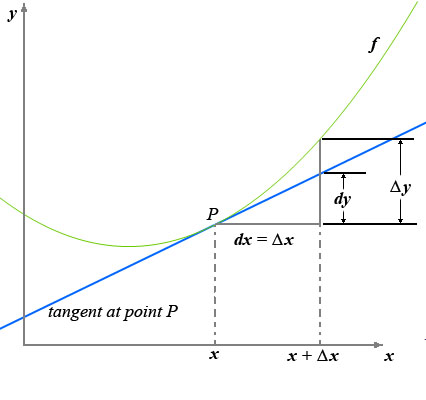 y
f
P
Δy
dy
dx = Δx
tangent at point P
x
x + Δx
x